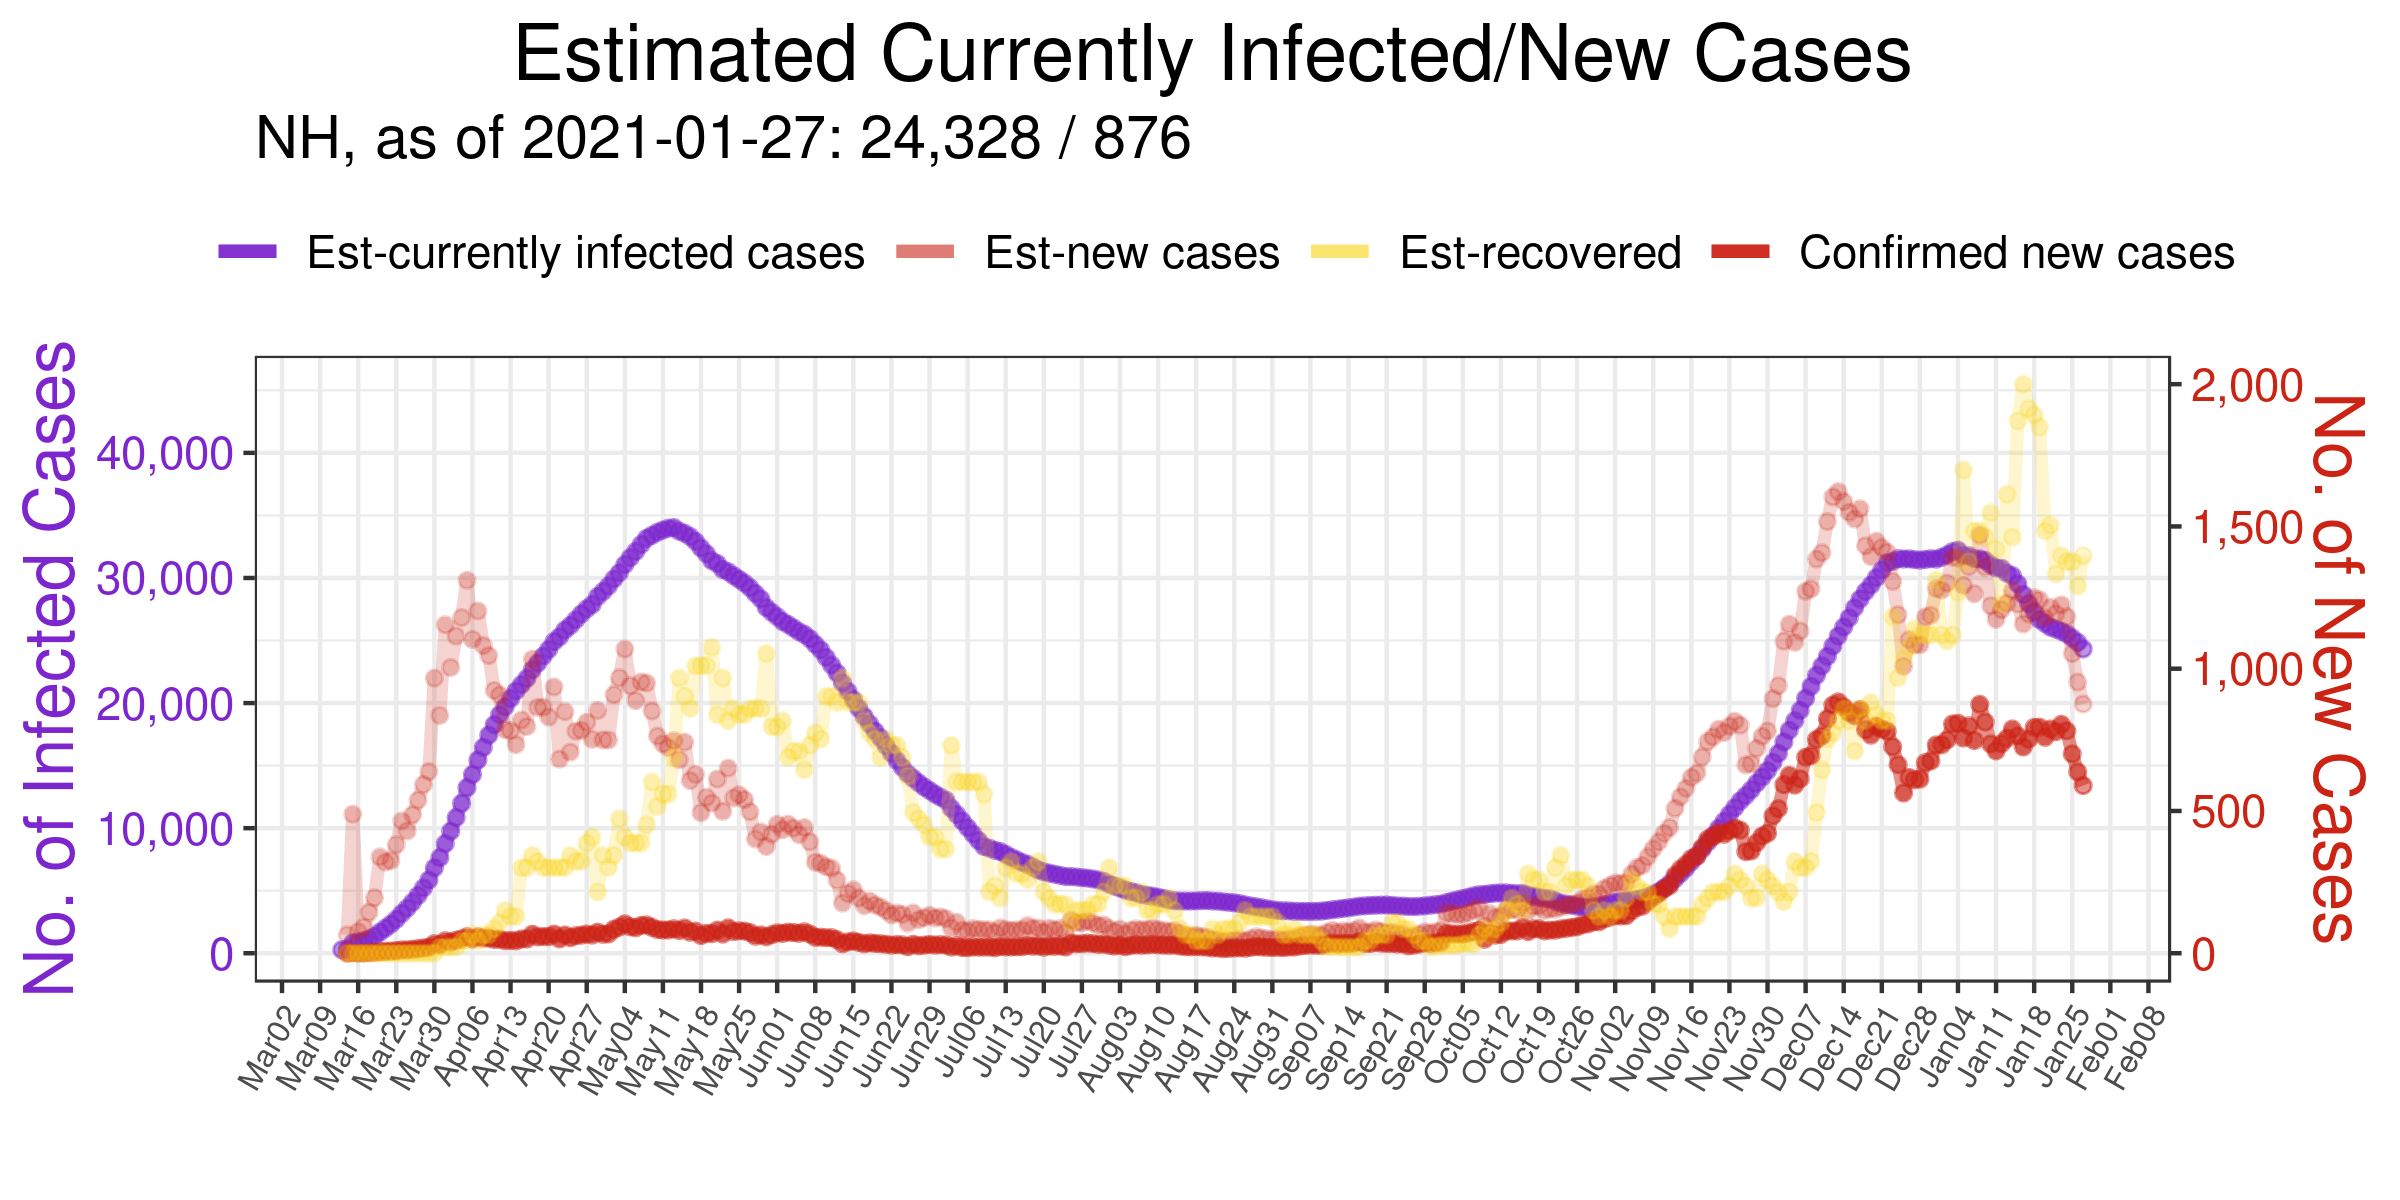 Estimated Currently Infected/New Cases
NH, as of 2021-01-27: 24,328 / 876
Est-currently infected cases Est-new cases Est-recovered Confirmed new cases
No. of Infected Cases
40,000
30,000
20,000
10,000
0
2,000
1,500
1,000
500
0
No. of New Cases
Mar02 Mar09 Mar16 Mar23 Mar30 Apr06 Apr13 Apr20 Apr27 May04 May11 May18 May25 Jun01 Jun08 Jun15 Jun22 Jun29 Jul06 Jul13 Jul20 Jul27 Aug03 Aug10 Aug17 Aug24 Aug31 Sep07 Sep14 Sep21 Sep28 Oct05 Oct12 Oct19 Oct26 Nov02 Nov09 Nov16 Nov23 Nov30 Dec07 Dec14 Dec21 Dec28 Jan04 Jan11 Jan18 Jan25 Feb01 Feb08